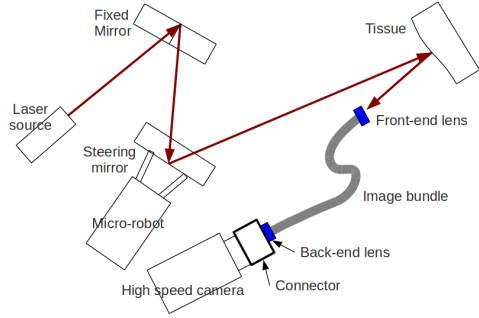 Fixed
Mirror
Tissue
Laser
source
Front-end lens
Steering
mirror
Image bundle
Micro-robot
Back-end lens
High speed camera
Connector